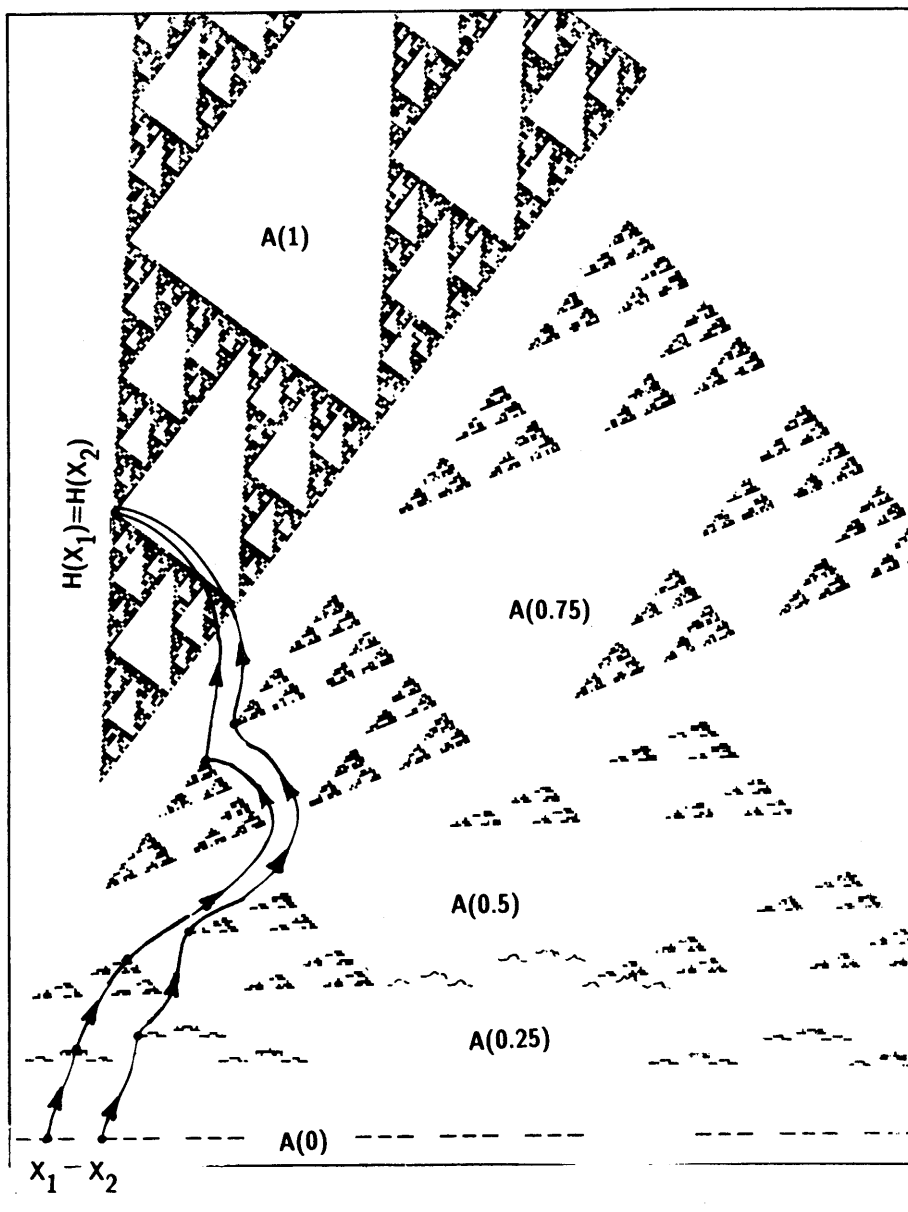 A(1)
H(X₁)=H(X₂)
A(0.75)
A(0.5)
A(0.25)
A(0)
X₁ – X₂